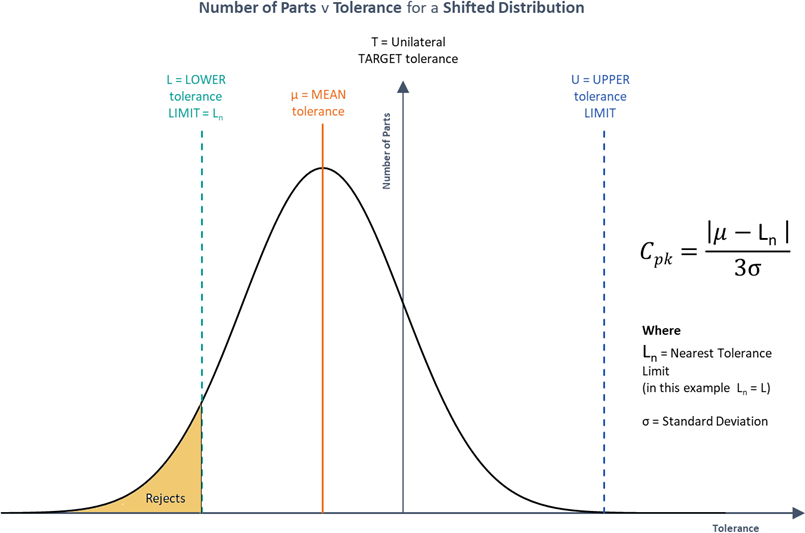 Number of Parts v Tolerance for a Shifted Distribution
T = Unilateral
TARGET tolerance
L = LOWER
tolerance
LIMIT = Lₙ
μ = MEAN
tolerance
U = UPPER
tolerance
LIMIT
Number of Parts
Cₚₖ = |μ − Lₙ| / 3σ
Where
Lₙ = Nearest Tolerance
Limit
(in this example Lₙ = L)
σ = Standard Deviation
Rejects
Tolerance